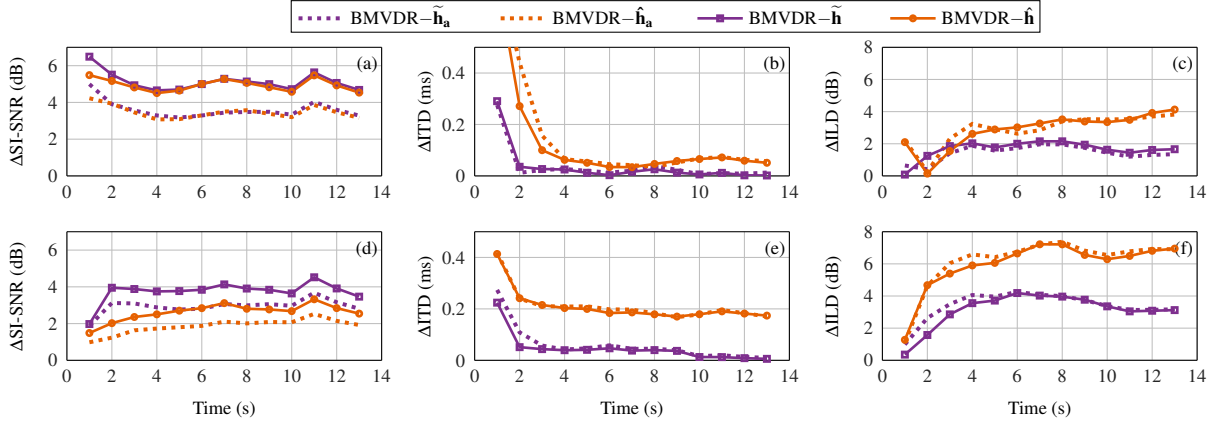 BMVDR−h̃ₐ BMVDR−ĥₐ BMVDR−h̃ BMVDR−ĥ
(a)
ΔSI-SNR (dB)
6
4
2
0
0 2 4 6 8 10 12 14
(b)
ΔITD (ms)
0.4
0.2
0
0 2 4 6 8 10 12 14
(c)
ΔILD (dB)
8
6
4
2
0
0 2 4 6 8 10 12 14
(d)
ΔSI-SNR (dB)
6
4
2
0
0 2 4 6 8 10 12 14
Time (s)
(e)
ΔITD (ms)
0.4
0.2
0
0 2 4 6 8 10 12 14
Time (s)
(f)
ΔILD (dB)
8
6
4
2
0
0 2 4 6 8 10 12 14
Time (s)